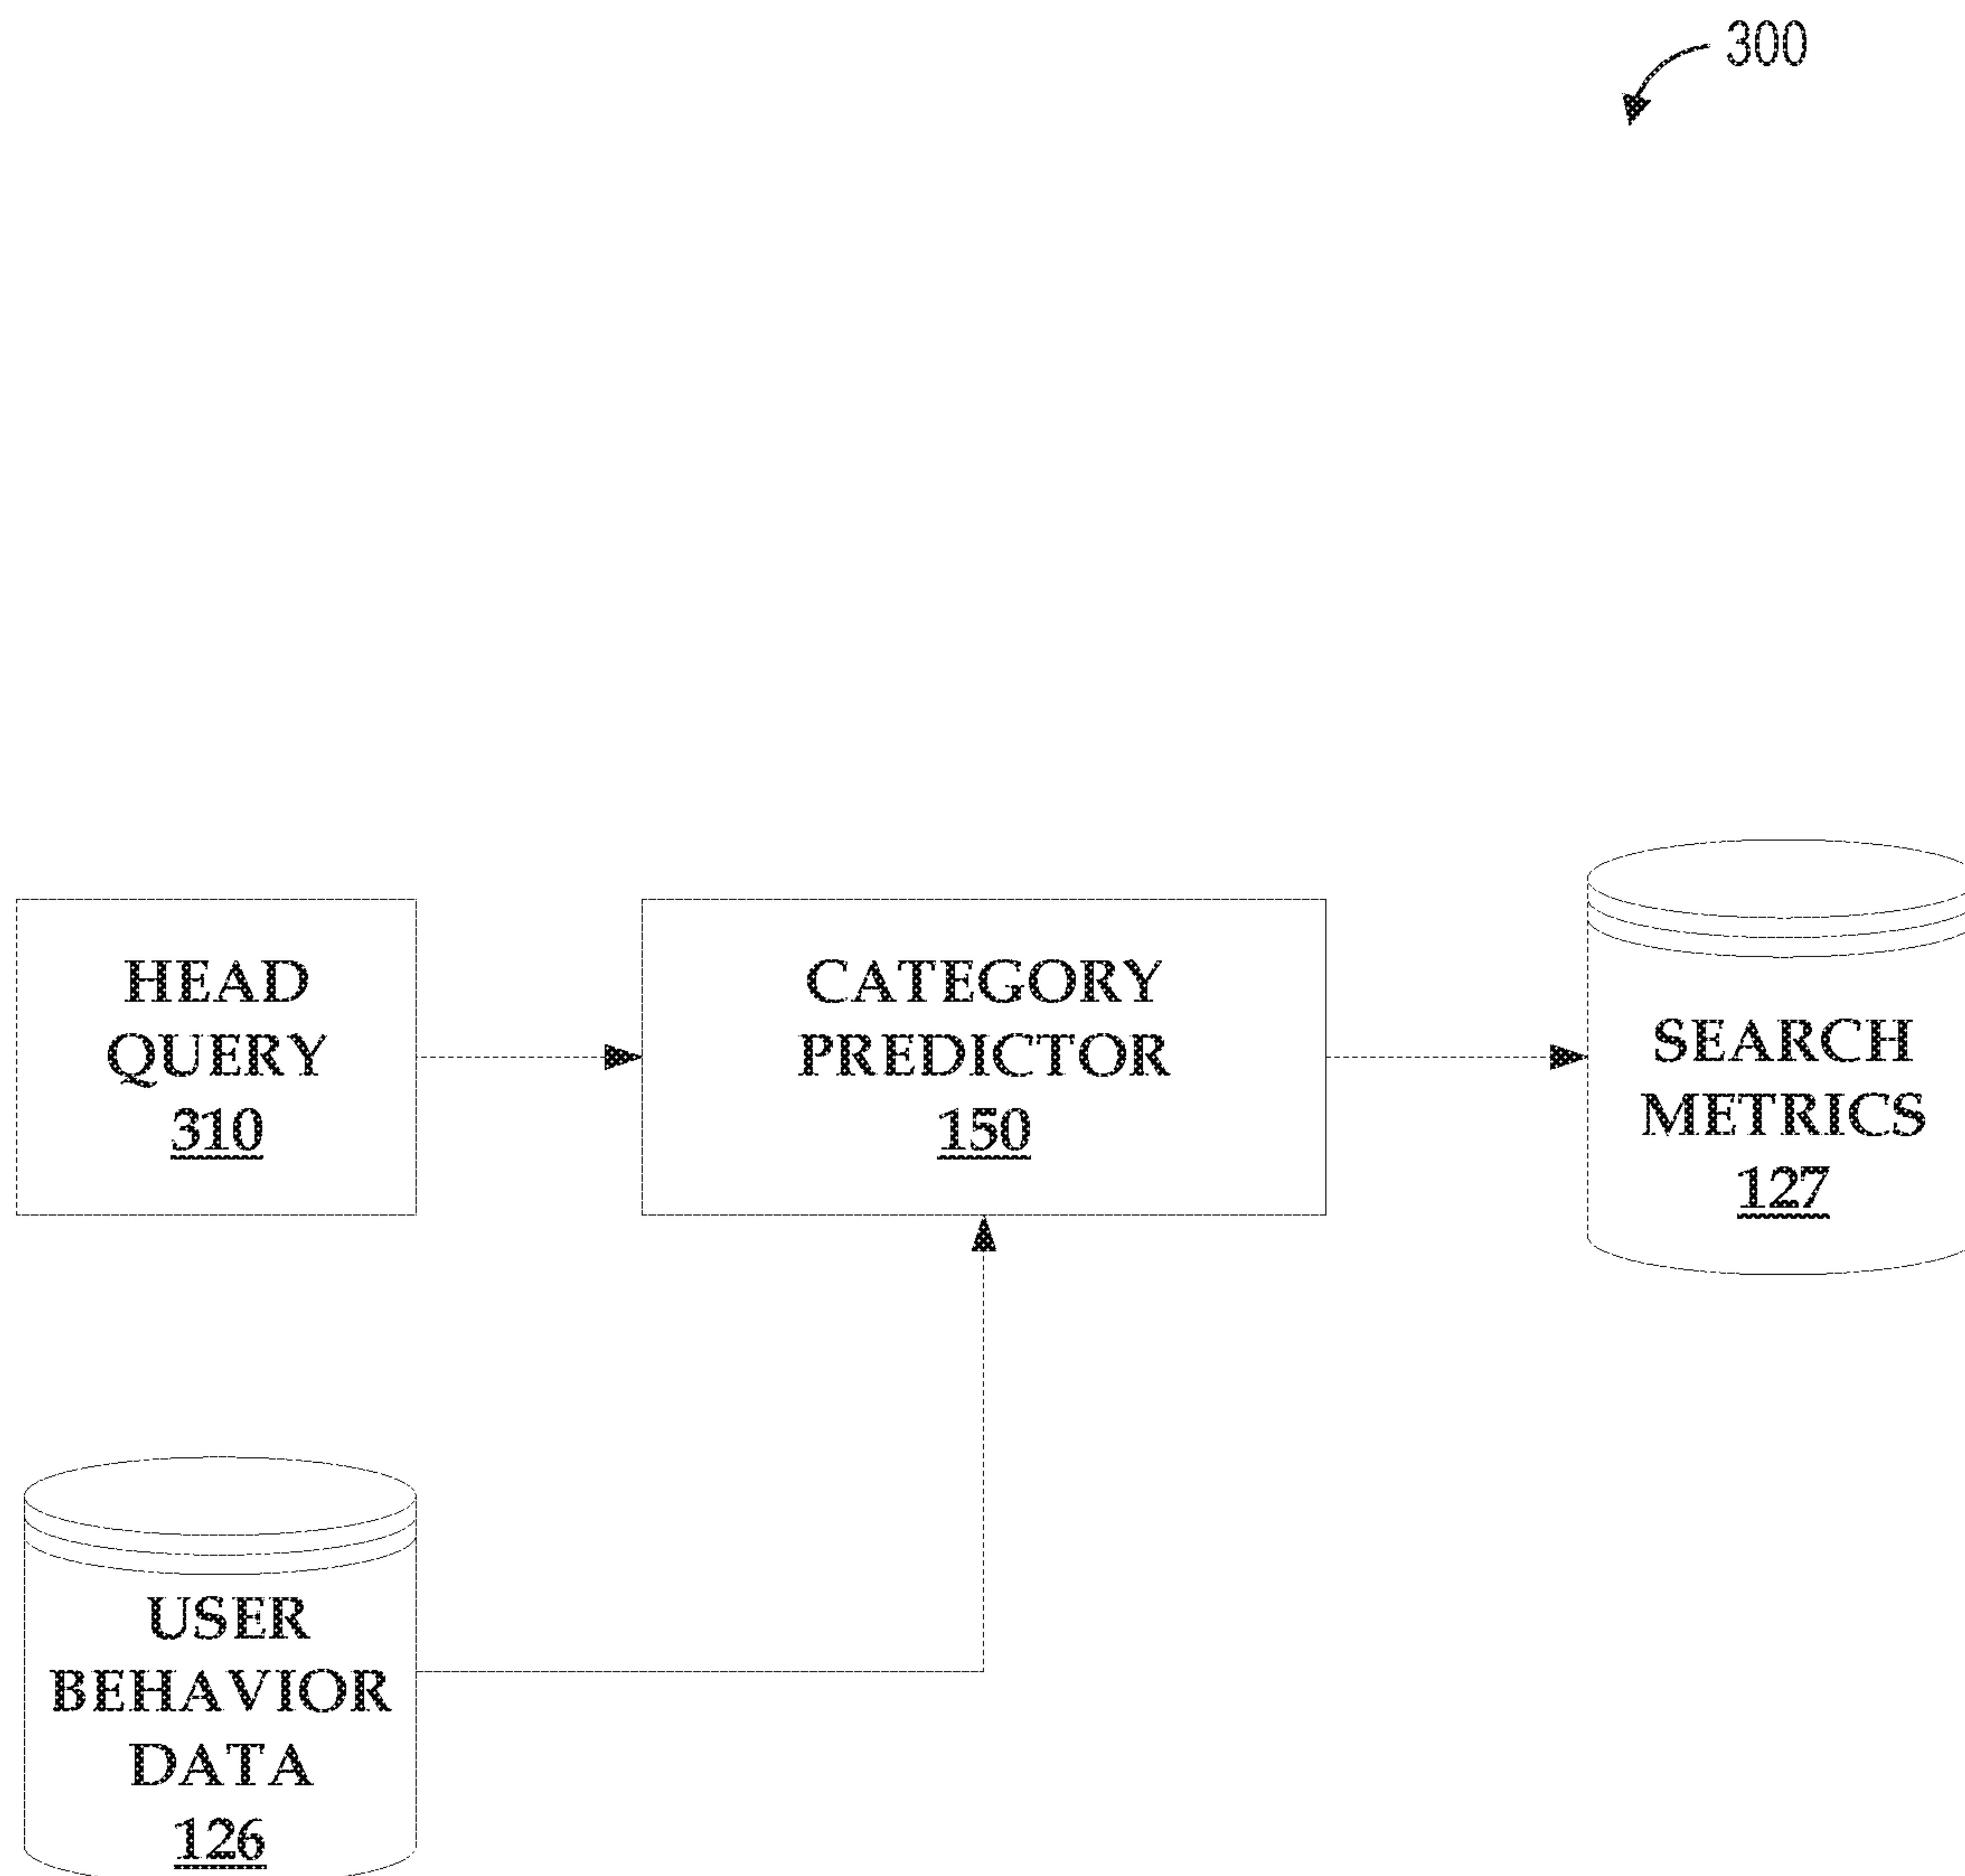 300
HEAD
QUERY
310
CATEGORY
PREDICTOR
150
SEARCH
METRICS
127
USER
BEHAVIOR
DATA
126